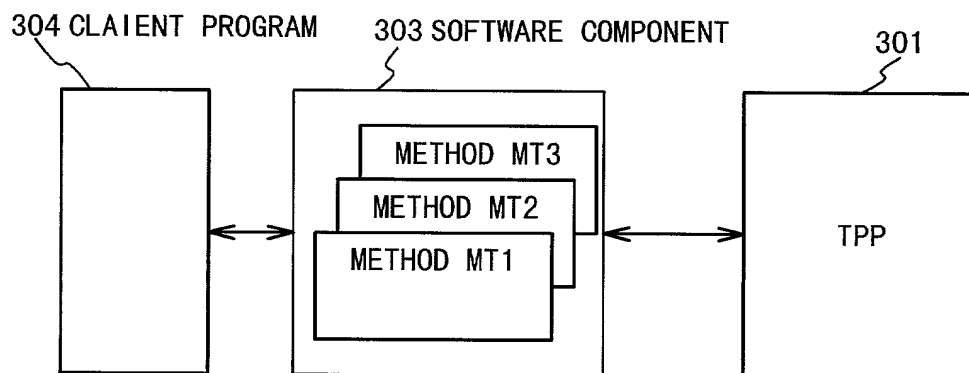 304 CLAIENT PROGRAM
303 SOFTWARE COMPONENT
301
METHOD MT3
METHOD MT2
METHOD MT1
TPP